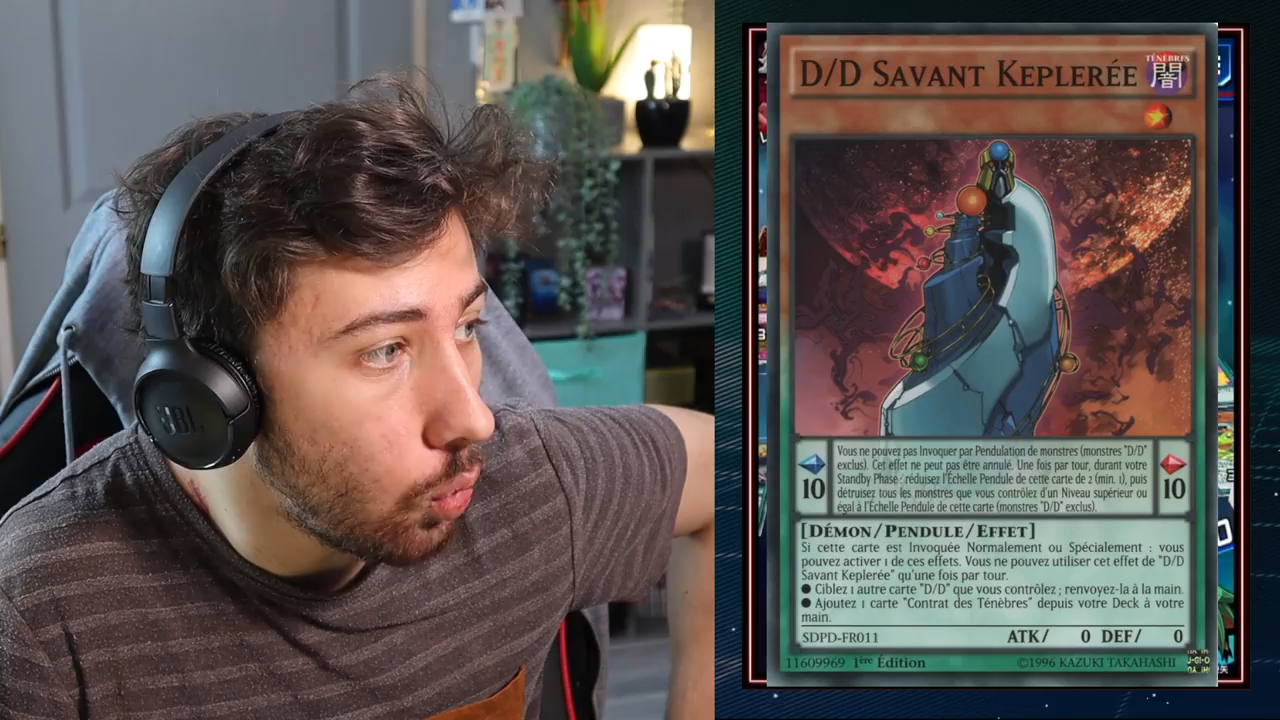 D/D SAVANT KEPLERÉE
TÉNÈBRES
闇
Vous ne pouvez pas Invoquer par Pendulation de monstres (monstres "D/D"
exclus). Cet effet ne peut pas être annulé. Une fois par tour, durant votre
Standby Phase : réduisez l'Échelle Pendule de cette carte de 2 (min. 1), puis
détruisez tous les monstres que vous contrôlez d'un Niveau supérieur ou
égal à l'Échelle Pendule de cette carte (monstres "D/D" exclus).
10
10
[DÉMON/PENDULE/EFFET]
Si cette carte est Invoquée Normalement ou Spécialement : vous
pouvez activer 1 de ces effets. Vous ne pouvez utiliser cet effet de "D/D
Savant Keplerée" qu'une fois par tour.
● Ciblez 1 autre carte "D/D" que vous contrôlez ; renvoyez-la à la main.
● Ajoutez 1 carte "Contrat des Ténèbres" depuis votre Deck à votre
main.
SDPD-FR011
ATK/ 0 DEF/ 0
11609969 1ère Édition
©1996 KAZUKI TAKAHASHI
JBL